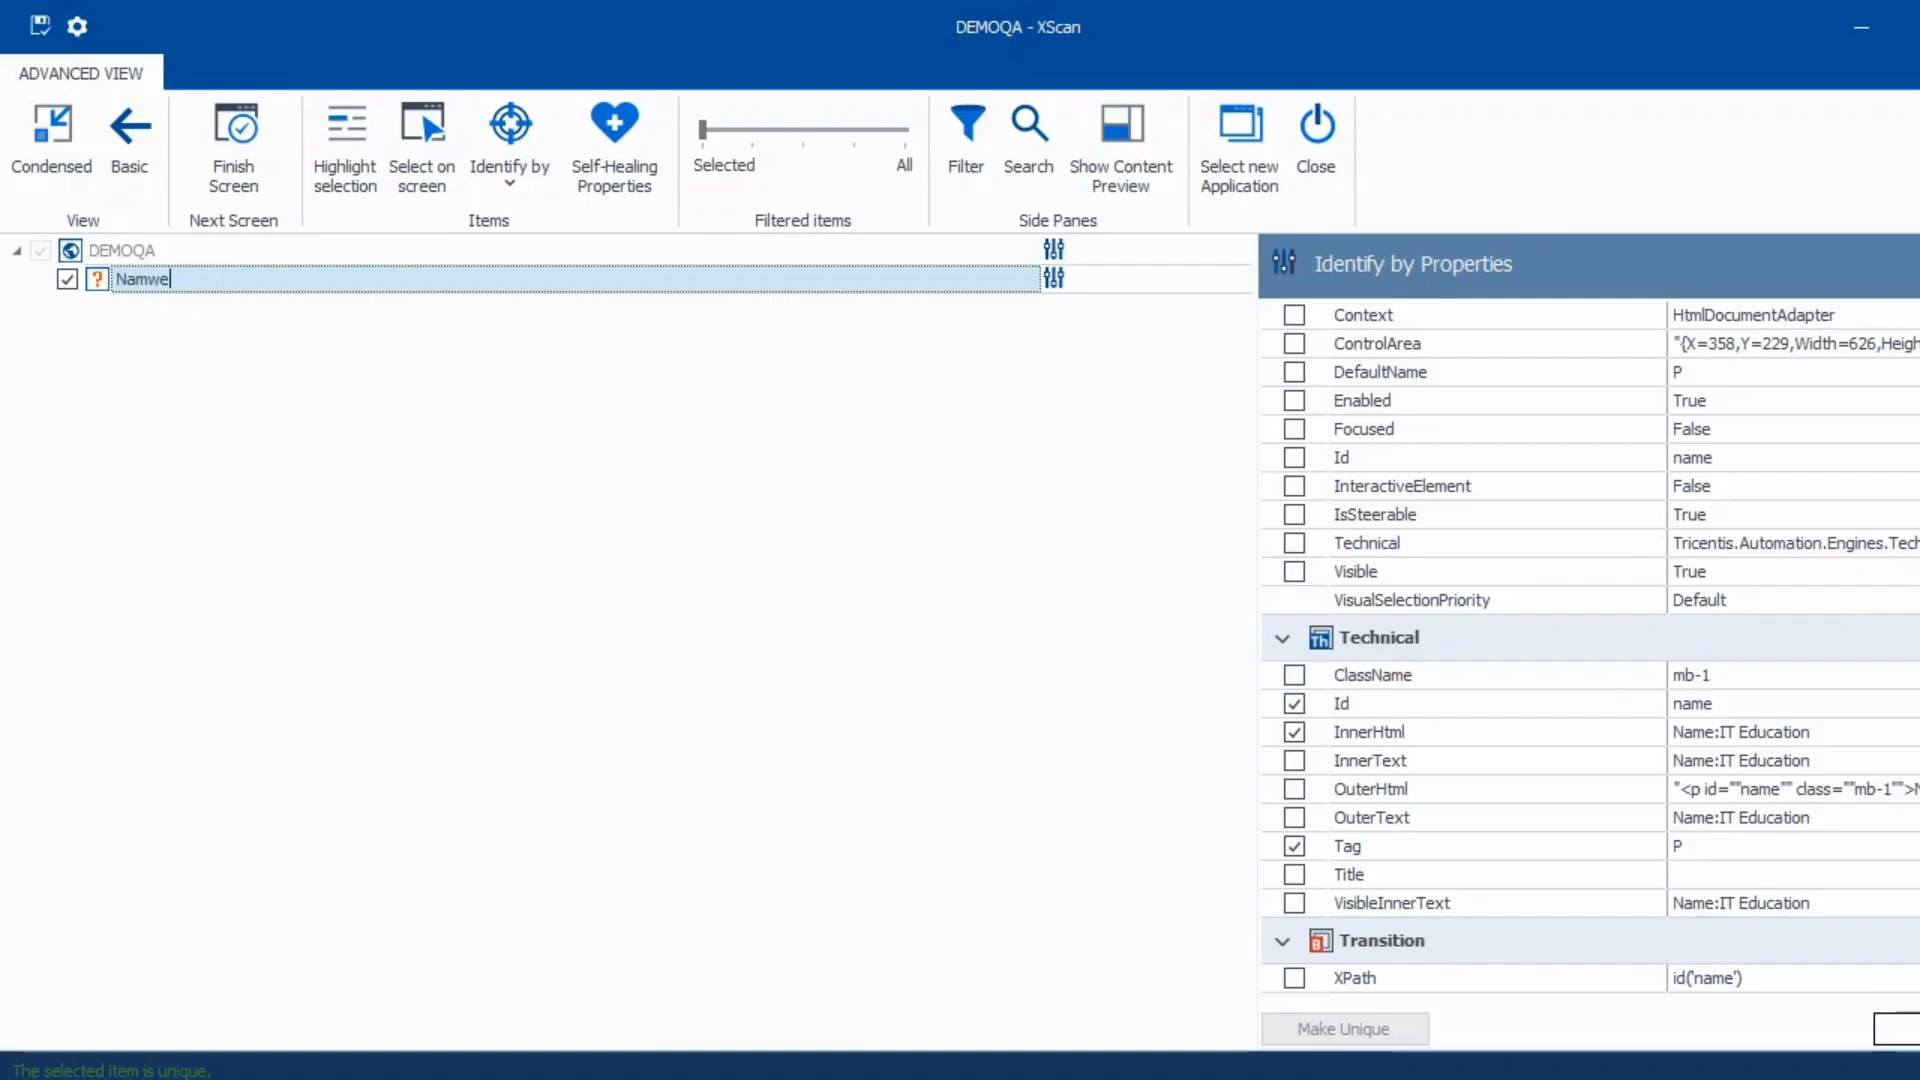 DEMOQA - XScan
ADVANCED VIEW
Condensed
Basic
View
Finish Screen
Next Screen
Highlight selection
Select on screen
Identify by
Self-Healing Properties
Items
Selected
All
Filtered items
Filter
Search
Show Content Preview
Side Panes
Select new Application
Close
DEMOQA
Namwe
Identify by Properties
Context HtmlDocumentAdapter
ControlArea "{X=358,Y=229,Width=626,Heigh
DefaultName P
Enabled True
Focused False
Id name
InteractiveElement False
IsSteerable True
Technical Tricentis.Automation.Engines.Tech
Visible True
VisualSelectionPriority Default
Technical
ClassName mb-1
Id name
InnerHtml Name:IT Education
InnerText Name:IT Education
OuterHtml "<p id=""name"" class=""mb-1"">N
OuterText Name:IT Education
Tag P
Title
VisibleInnerText Name:IT Education
Transition
XPath id('name')
Make Unique
The selected item is unique.